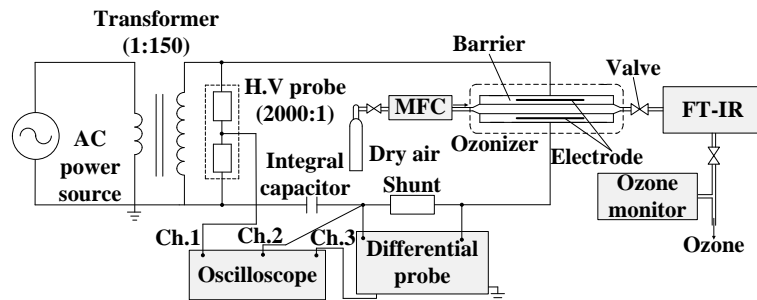 Transformer
(1:150)
H.V probe
(2000:1)
AC
power
source
Integral
capacitor
Shunt
MFC
Dry air
Barrier
Ozonizer
Electrode
Valve
FT-IR
Ozone
monitor
Ozone
Ch.1
Ch.2
Ch.3
Oscilloscope
Differential
probe